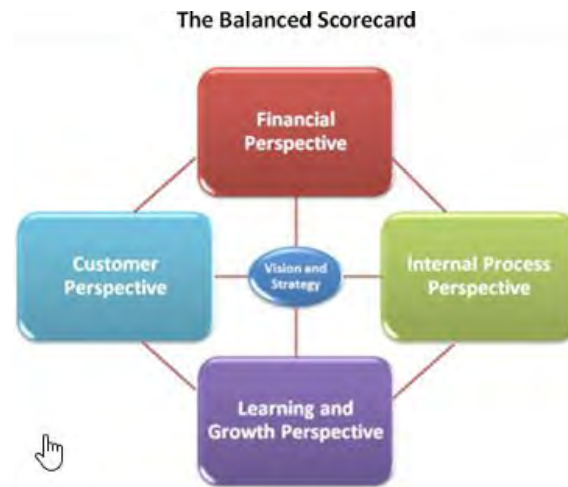 The Balanced Scorecard
Financial
Perspective
Customer
Perspective
Vision and
Strategy
Internal Process
Perspective
Learning and
Growth Perspective